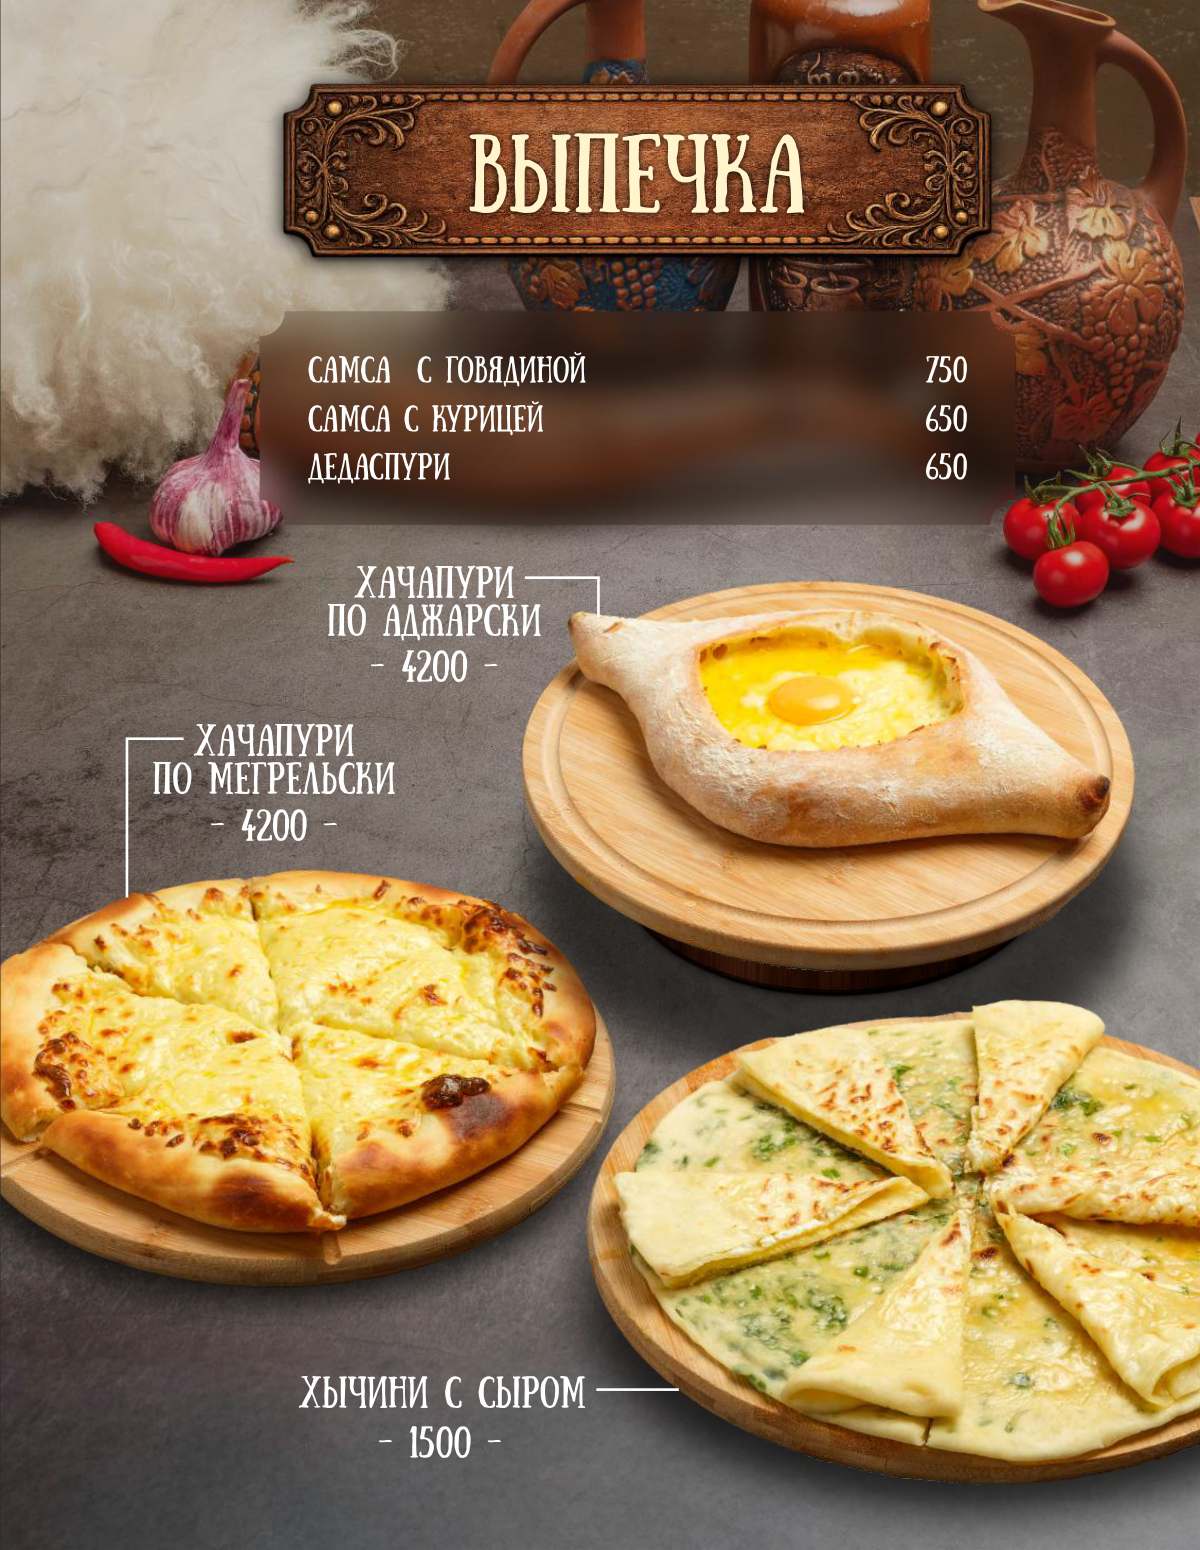 ВЫПЕЧКА
САМСА С ГОВЯДИНОЙ 750
САМСА С КУРИЦЕЙ 650
ДЕДАСПУРИ 650
ХАЧАПУРИ
ПО АДЖАРСКИ
- 4200 -
ХАЧАПУРИ
ПО МЕГРЕЛЬСКИ
- 4200 -
ХЫЧИНИ С СЫРОМ
- 1500 -